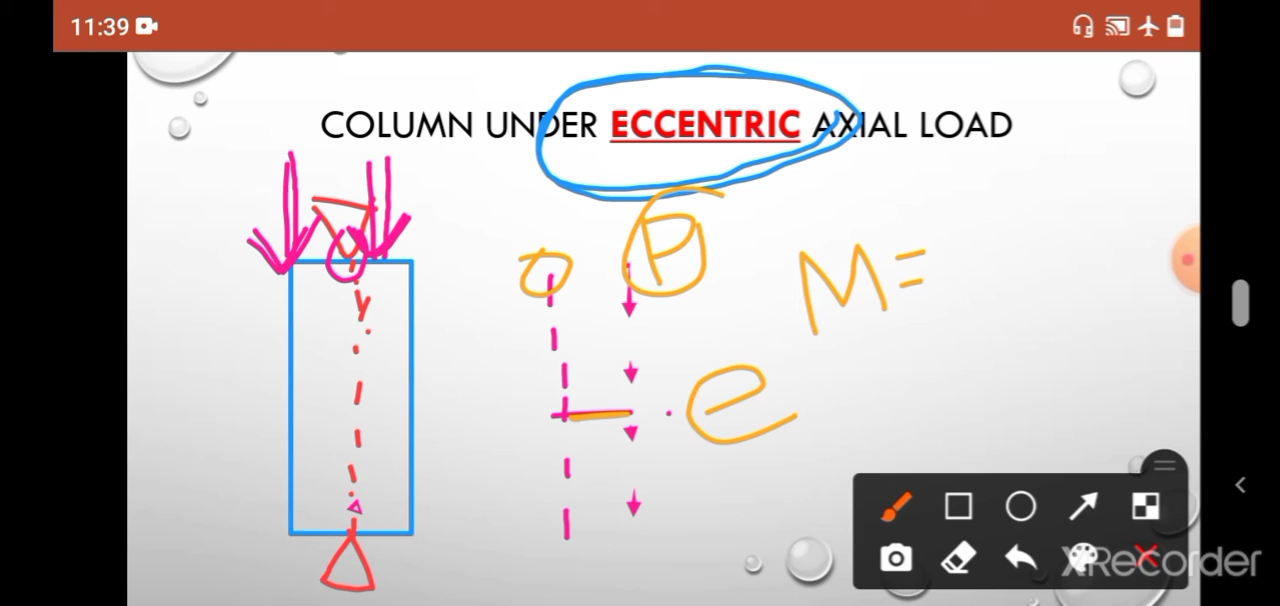 11:39
COLUMN UNDER ECCENTRIC AXIAL LOAD
P
M=
e
XRecorder